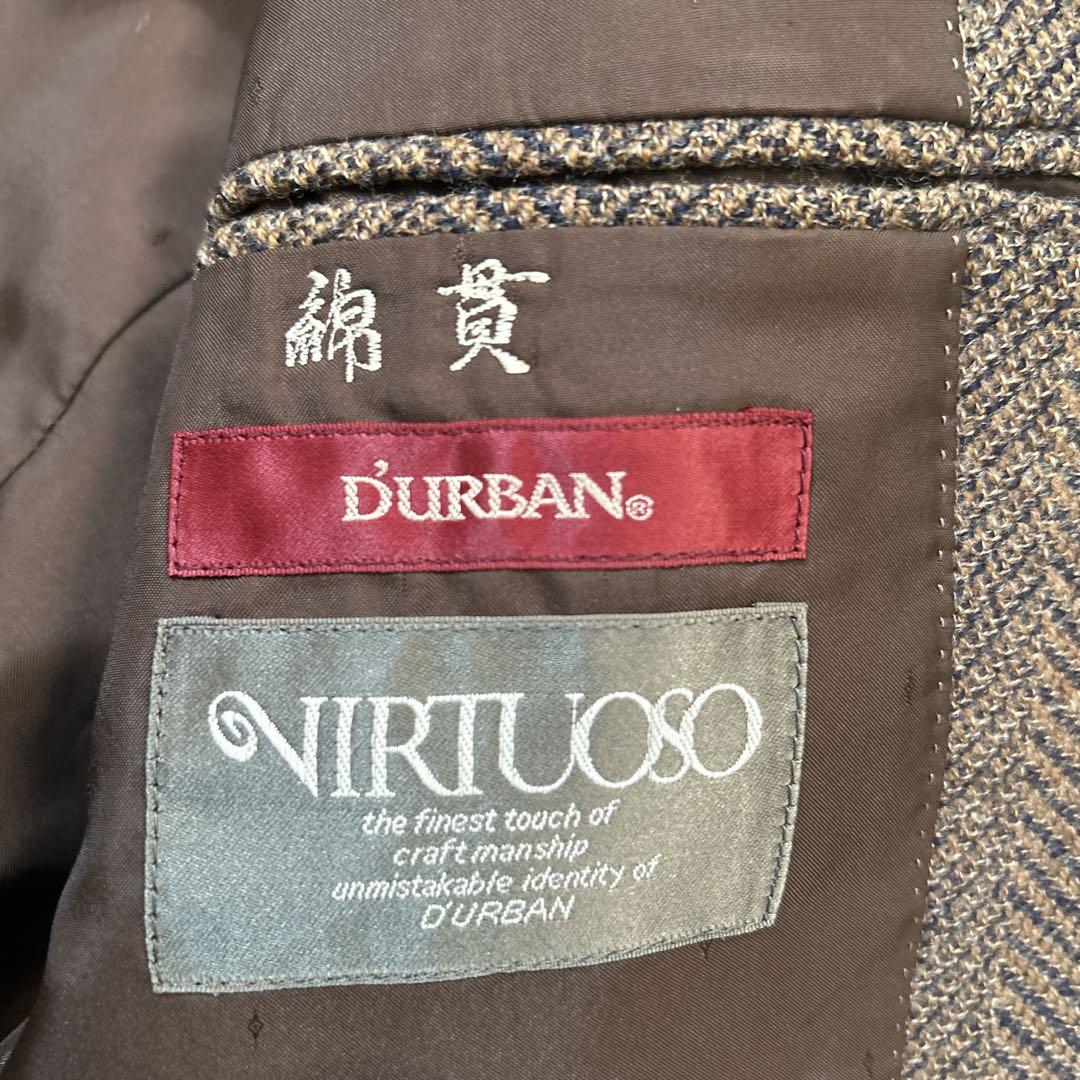 綿貫
D'URBAN®
VIRTUOSO
the finest touch of
craft manship
unmistakable identity of
D'URBAN